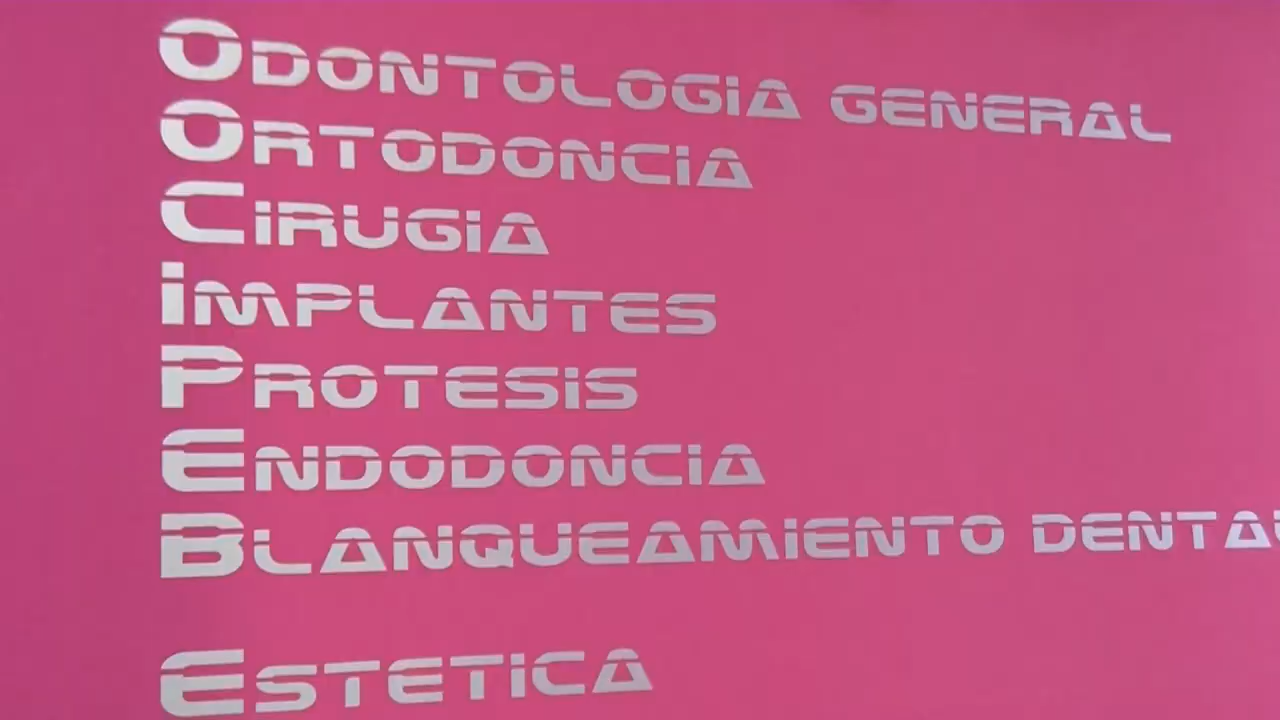 ODONTOLOGIA GENERAL
ORTODONCIA
CIRUGIA
IMPLANTES
PROTESIS
ENDODONCIA
BLANQUEAMIENTO
ESTETICA